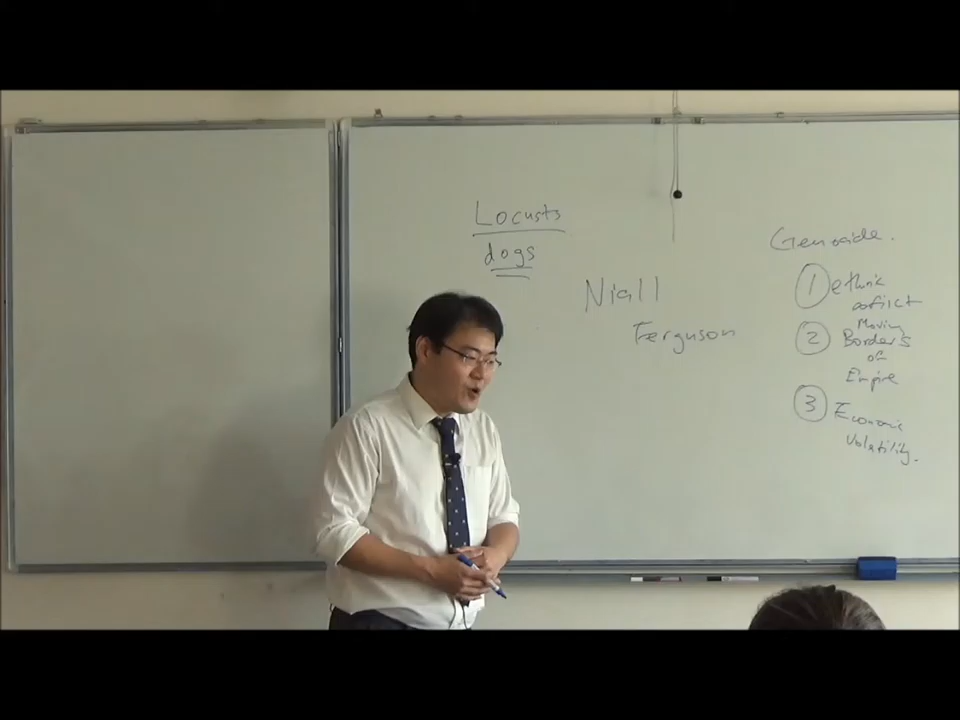 Locusts
dogs
Niall
Ferguson
Genocide.
1 ethnic
conflict
2 Moving
Borders
of
Empire
3 Economic
Volatility.